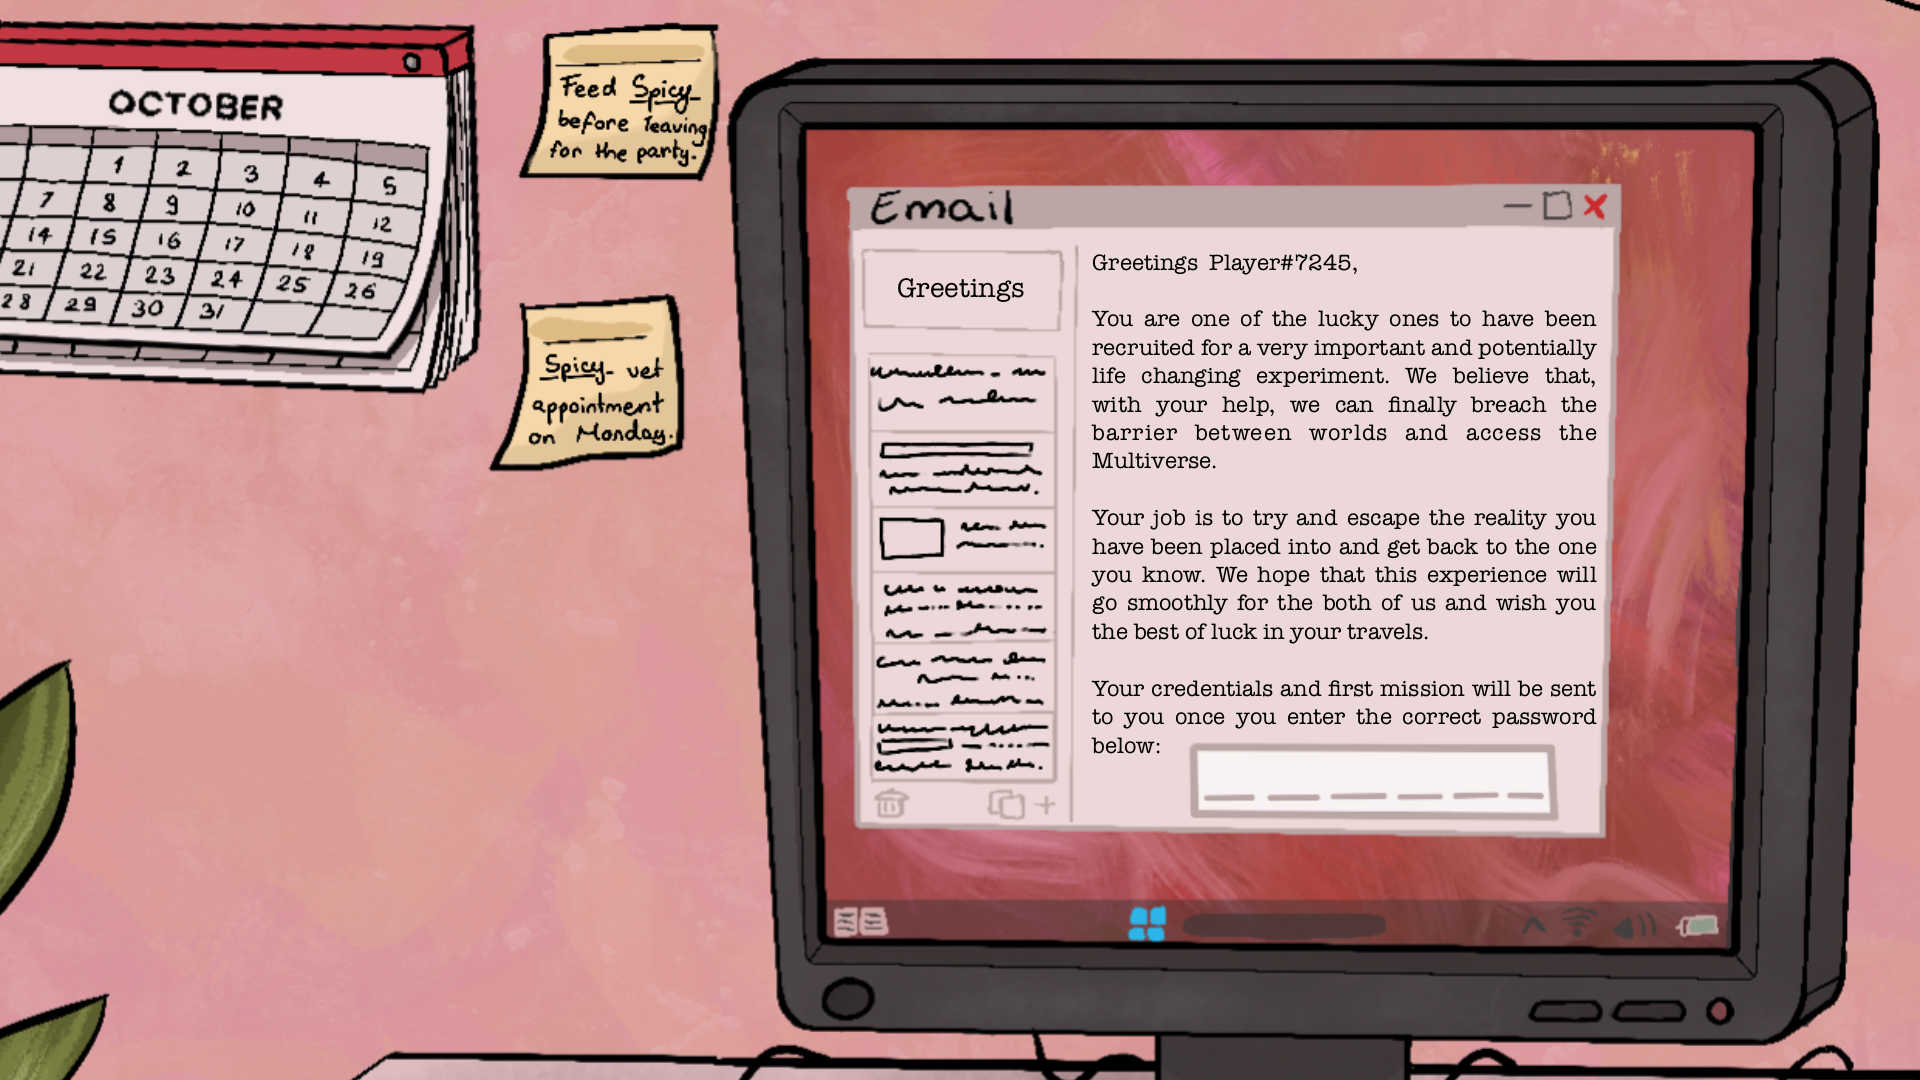 OCTOBER
1 2 3 4 5
7 8 9 10 11 12
14 15 16 17 18 19
21 22 23 24 25 26
28 29 30 31
Feed Spicy
before leaving
for the party.
Spicy - vet
appointment
on Monday.
Email
Greetings
Greetings Player#7245,
You are one of the lucky ones to have been
recruited for a very important and potentially
life changing experiment. We believe that,
with your help, we can finally breach the
barrier between worlds and access the
Multiverse.
Your job is to try and escape the reality you
have been placed into and get back to the one
you know. We hope that this experience will
go smoothly for the both of us and wish you
the best of luck in your travels.
Your credentials and first mission will be sent
to you once you enter the correct password
below: